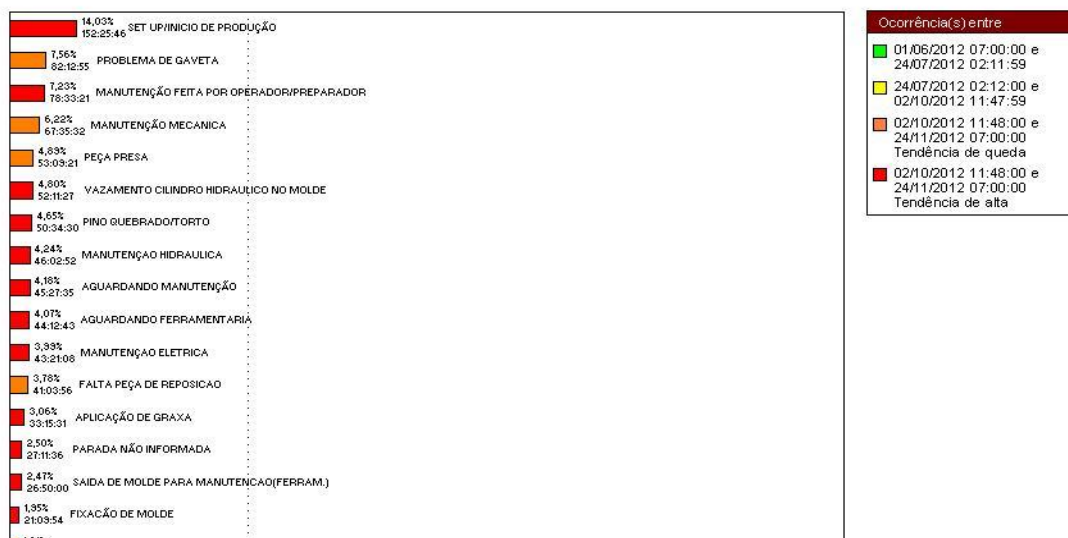 14,03%
152:25:46
SET UP/INICIO DE PRODUÇÃO
7,56%
82:12:55
PROBLEMA DE GAVETA
7,23%
78:33:21
MANUTENÇÃO FEITA POR OPERADOR/PREPARADOR
6,22%
67:35:32
MANUTENÇÃO MECANICA
4,89%
53:09:21
PEÇA PRESA
4,80%
52:11:27
VAZAMENTO CILINDRO HIDRAULICO NO MOLDE
4,65%
50:34:30
PINO QUEBRADO/TORTO
4,24%
46:02:52
MANUTENÇAO HIDRAULICA
4,18%
45:27:35
AGUARDANDO MANUTENÇÃO
4,07%
44:12:43
AGUARDANDO FERRAMENTARIA
3,99%
43:21:08
MANUTENÇAO ELETRICA
3,78%
41:03:56
FALTA PEÇA DE REPOSICAO
3,06%
33:15:31
APLICAÇÃO DE GRAXA
2,50%
27:11:36
PARADA NÃO INFORMADA
2,47%
26:50:00
SAIDA DE MOLDE PARA MANUTENCAO(FERRAM.)
1,95%
21:09:54
FIXACÃO DE MOLDE
Ocorrência(s) entre
01/06/2012 07:00:00 e
24/07/2012 02:11:59
24/07/2012 02:12:00 e
02/10/2012 11:47:59
02/10/2012 11:48:00 e
24/11/2012 07:00:00
Tendência de queda
02/10/2012 11:48:00 e
24/11/2012 07:00:00
Tendência de alta